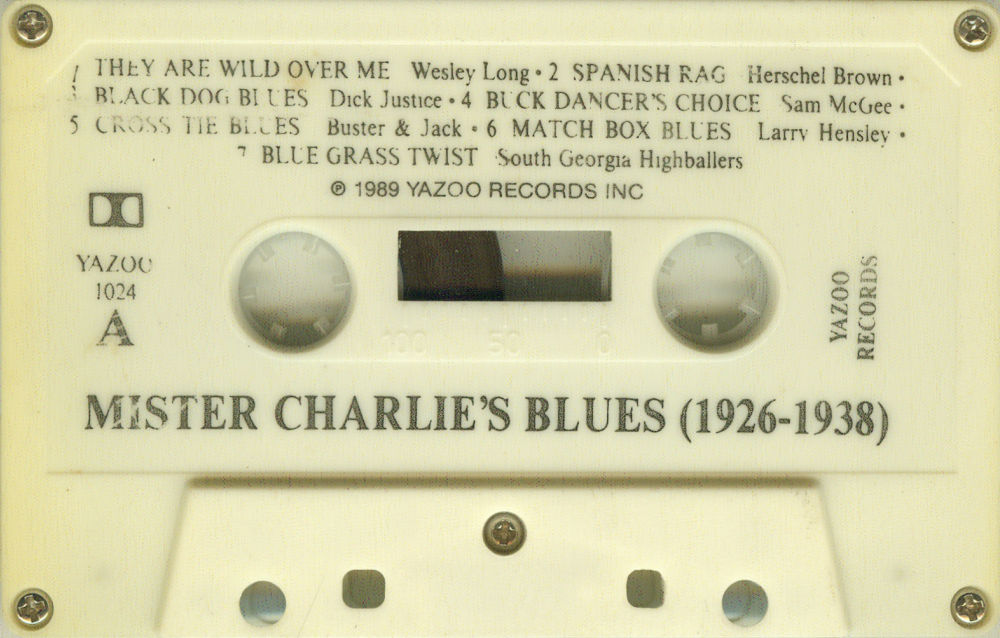 1 THEY ARE WILD OVER ME Wesley Long • 2 SPANISH RAG Herschel Brown •
3 BLACK DOG BLUES Dick Justice • 4 BUCK DANCER'S CHOICE Sam McGee •
5 CROSS TIE BLUES Buster & Jack • 6 MATCH BOX BLUES Larry Hensley •
7 BLUE GRASS TWIST South Georgia Highballers
℗ 1989 YAZOO RECORDS INC
YAZOO
1024
A
100 50 0
YAZOO
RECORDS
MISTER CHARLIE'S BLUES (1926-1938)